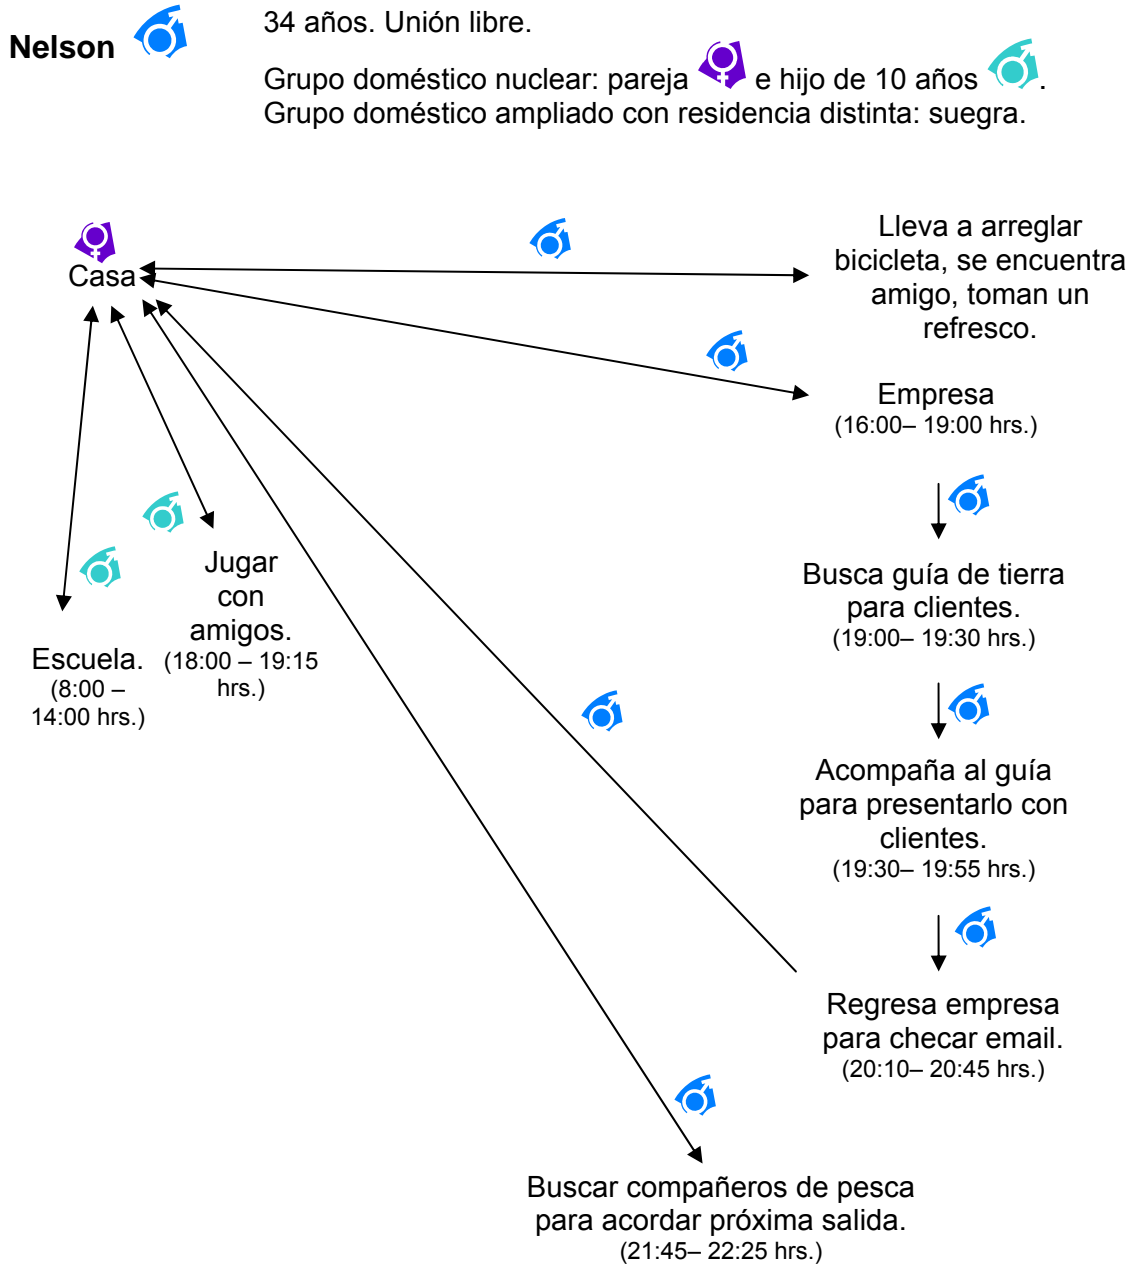 Nelson
34 años. Unión libre.
Grupo doméstico nuclear: pareja e hijo de 10 años .
Grupo doméstico ampliado con residencia distinta: suegra.
Casa
Lleva a arreglar
bicicleta, se encuentra
amigo, toman un
refresco.
Empresa
(16:00– 19:00 hrs.)
Busca guía de tierra
para clientes.
(19:00– 19:30 hrs.)
Jugar
con
amigos.
(18:00 – 19:15
hrs.)
Escuela.
(8:00 –
14:00 hrs.)
Acompaña al guía
para presentarlo con
clientes.
(19:30– 19:55 hrs.)
Regresa empresa
para checar email.
(20:10– 20:45 hrs.)
Buscar compañeros de pesca
para acordar próxima salida.
(21:45– 22:25 hrs.)